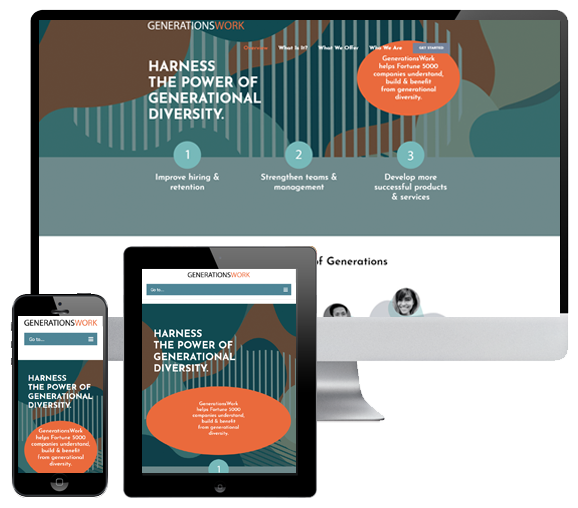 GENERATIONSWORK
Overview What Is It? What We Offer Who We Are GET STARTED
HARNESS
THE POWER OF
GENERATIONAL
DIVERSITY.
GenerationsWork
helps Fortune 5000
companies understand,
build & benefit
from generational
diversity.
1
Improve hiring &
retention
2
Strengthen teams &
management
3
Develop more
successful products
& services
of Generations
GENERATIONSWORK
Go to...
HARNESS
THE POWER OF
GENERATIONAL
DIVERSITY.
GenerationsWork
helps Fortune 5000
companies understand,
build & benefit
from generational
diversity.
1
GENERATIONSWORK
Go to...
HARNESS
THE POWER OF
GENERATIONAL
DIVERSITY.
GenerationsWork
helps Fortune 5000
companies understand,
build & benefit
from generational
diversity.